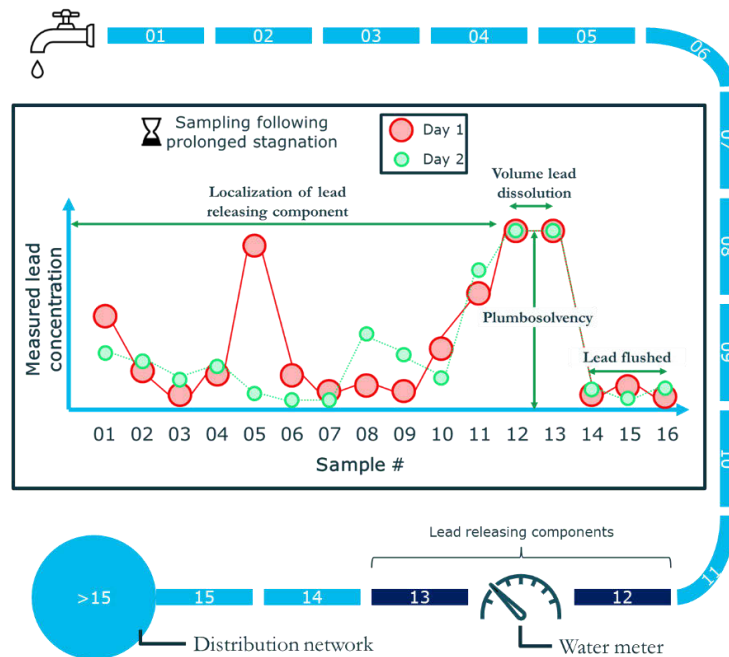 01 02 03 04 05
06
07
08
09
10
11
Sampling following
prolonged stagnation
Day 1
Day 2
Localization of lead
releasing component
Volume lead
dissolution
Measured lead
concentration
Plumbosolvency
Lead flushed
01 02 03 04 05 06 07 08 09 10 11 12 13 14 15 16
Sample #
Lead releasing components
>15 15 14 13 12
Distribution network
Water meter